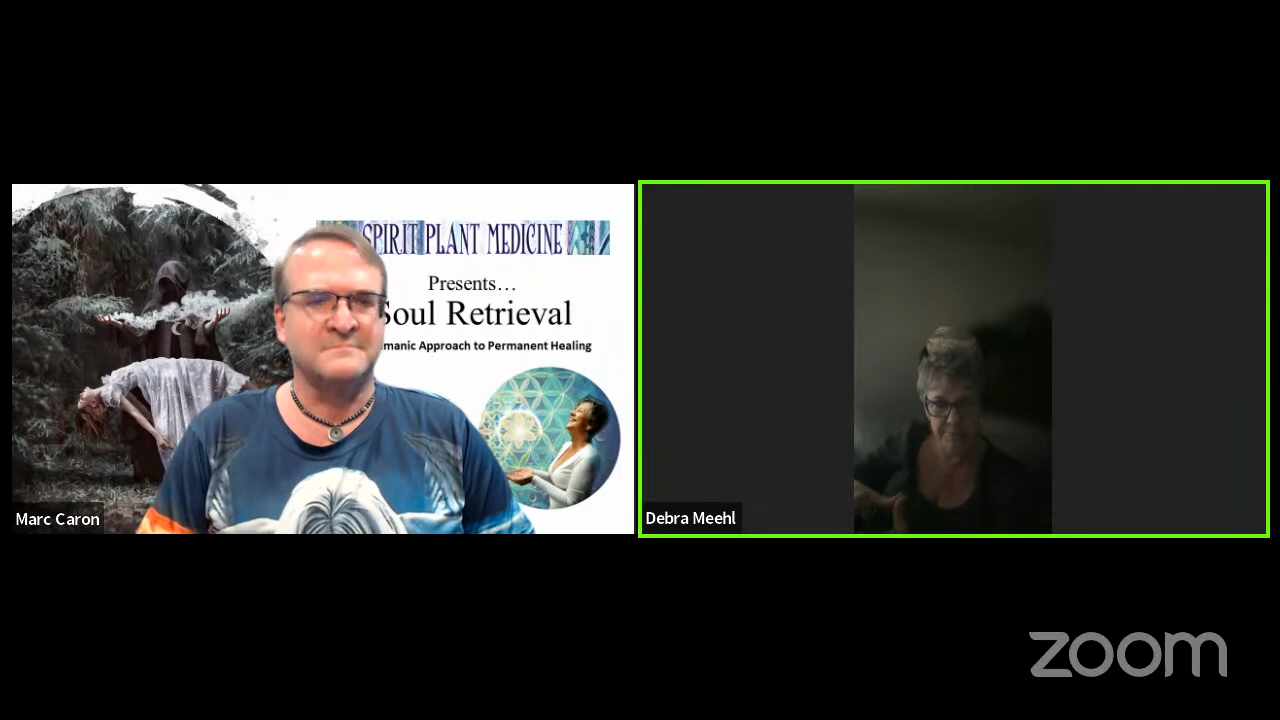 SPIRIT PLANT MEDICINE
Presents…
Soul Retrieval
manic Approach to Permanent Healing
Marc Caron
Debra Meehl
zoom